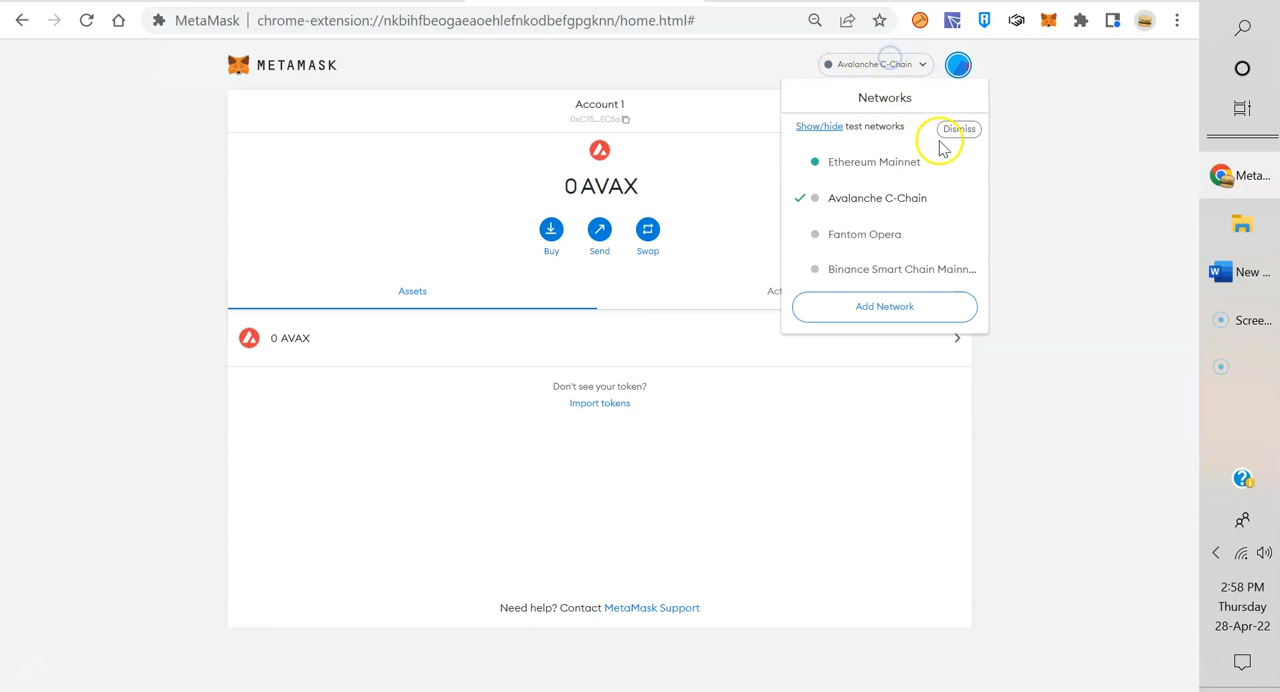 MetaMask
chrome-extension://nkbihfbeogaeaoehlefnkodbefgpgknn/home.html#
METAMASK
Avalanche C-Chain
Networks
Show/hide test networks
Dismiss
Ethereum Mainnet
Avalanche C-Chain
Fantom Opera
Binance Smart Chain Mainn...
Add Network
Account 1
0xC75...EC5a
0 AVAX
Buy
Send
Swap
Assets
Act
0 AVAX
Don't see your token?
Import tokens
Need help? Contact MetaMask Support
Meta...
New ...
Scree...
2:58 PM
Thursday
28-Apr-22